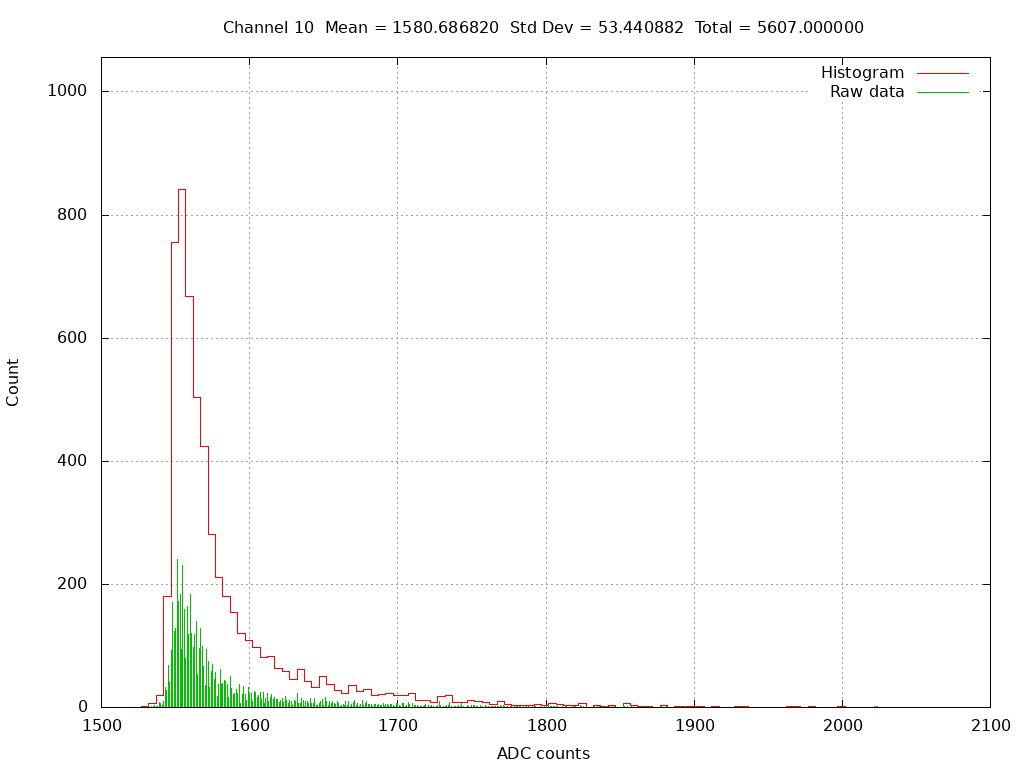 Channel 10  Mean = 1580.686820  Std Dev = 53.440882  Total = 5607.000000
Histogram
Raw data
1000
800
600
400
200
0
Count
1500 1600 1700 1800 1900 2000 2100
ADC counts